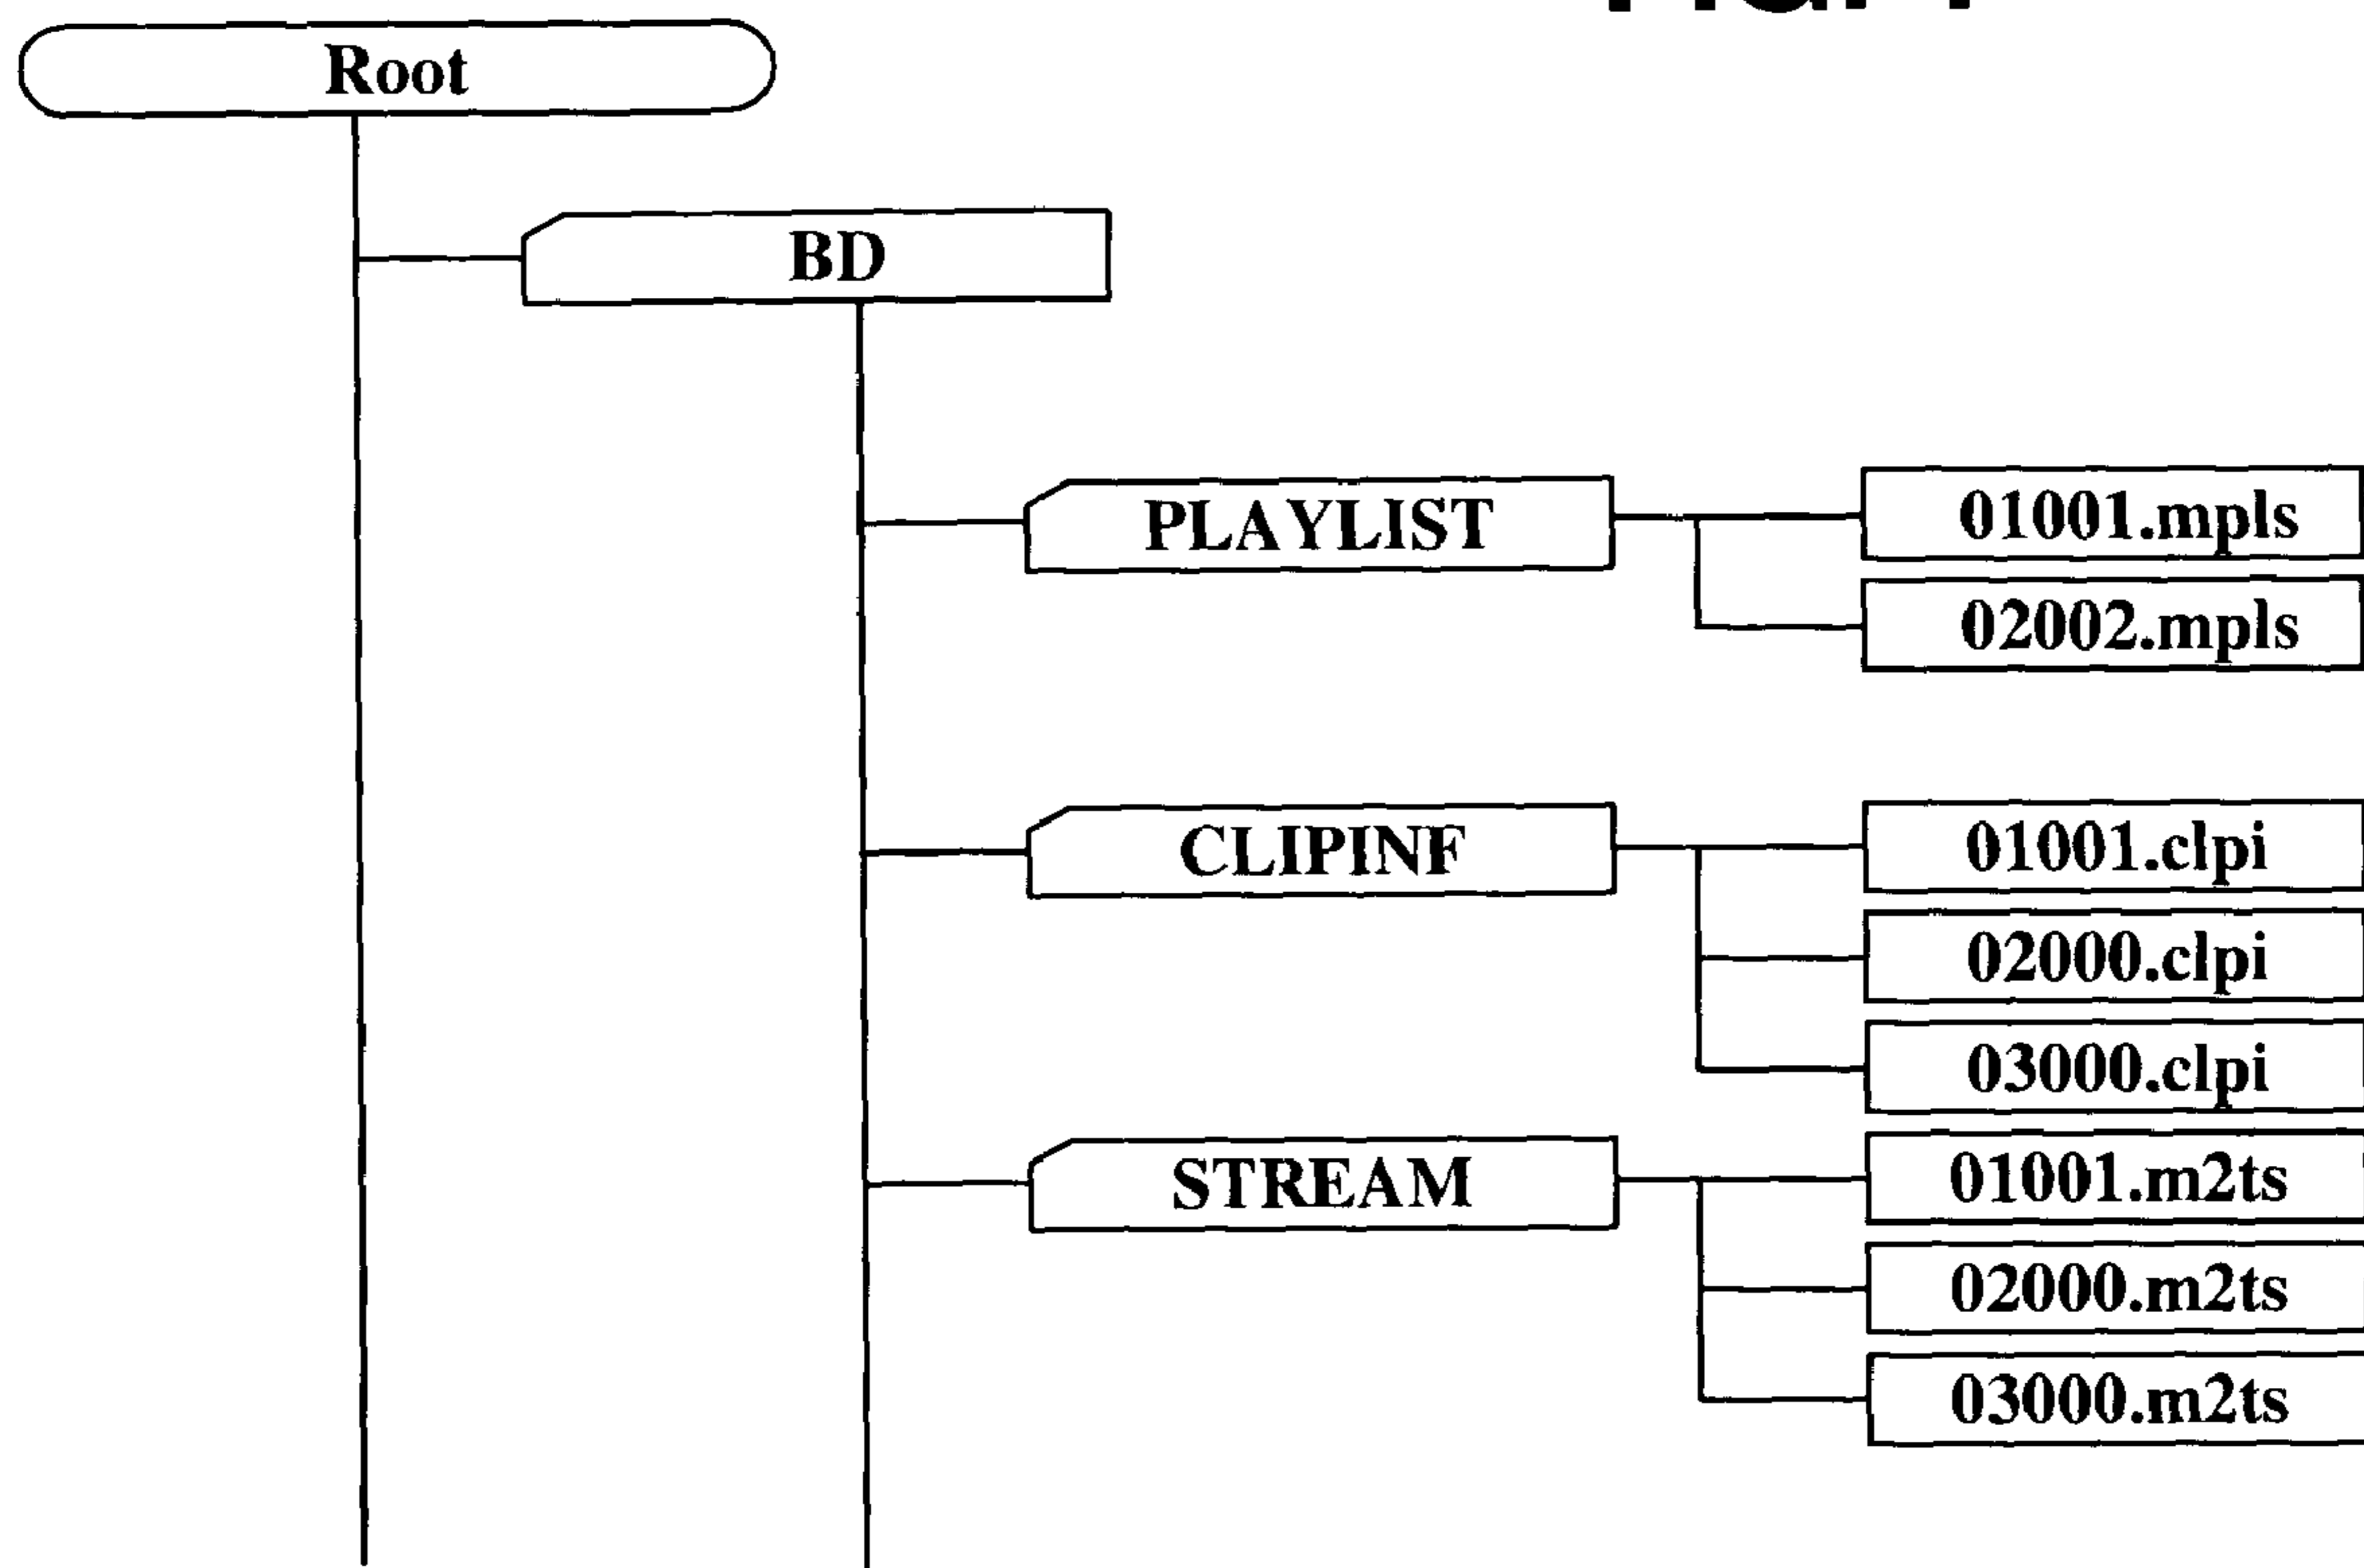 Root
BD
PLAYLIST
01001.mpls
02002.mpls
CLIPINF
01001.clpi
02000.clpi
03000.clpi
STREAM
01001.m2ts
02000.m2ts
03000.m2ts